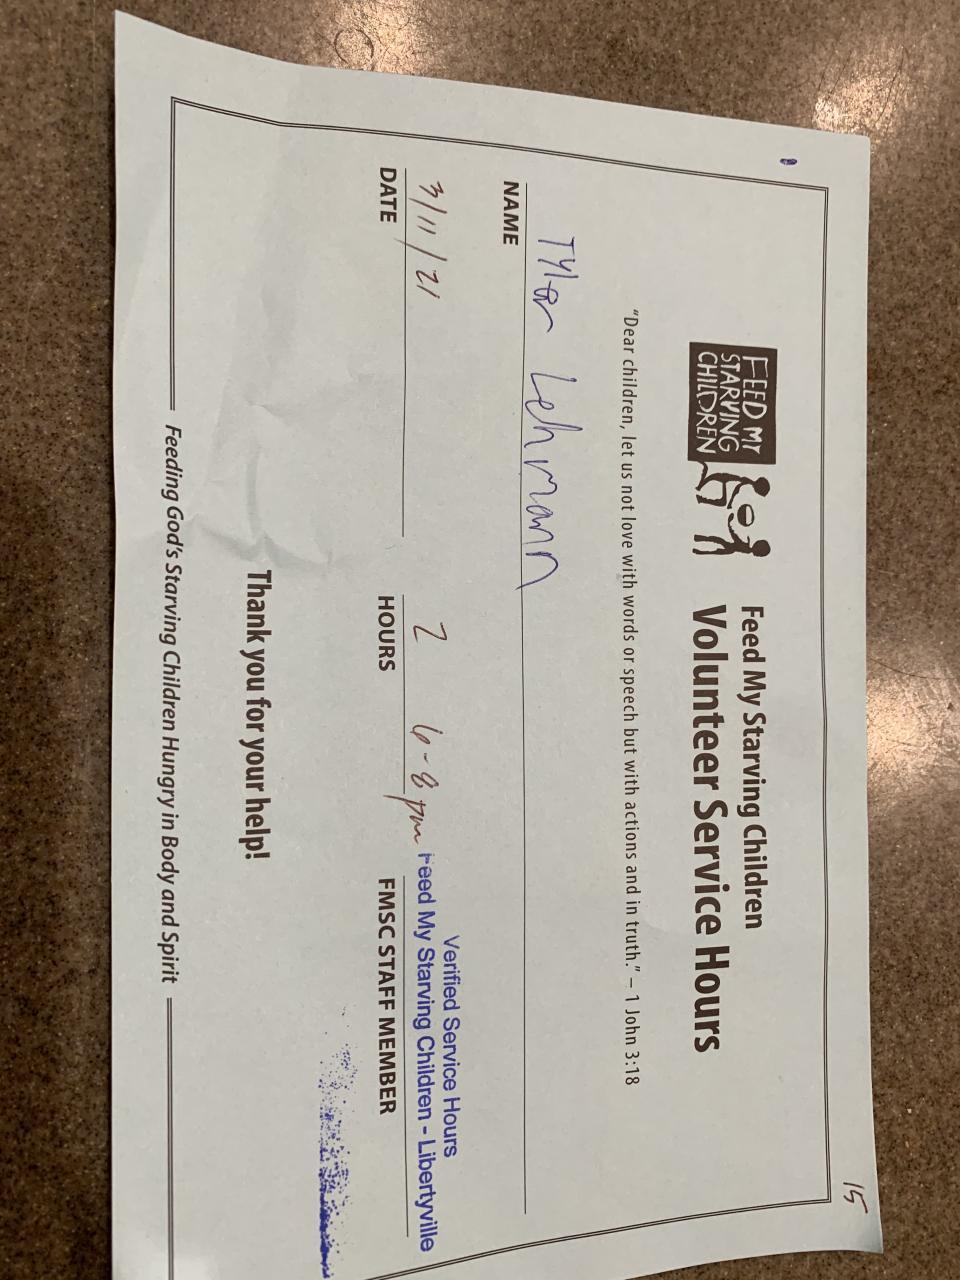 15
FEED MY
STARVING
CHILDREN
Feed My Starving Children
Volunteer Service Hours
"Dear children, let us not love with words or speech but with actions and in truth." – 1 John 3:18
Tyler Lehmann
NAME
Verified Service Hours
3/11/21 2 6-8pm Feed My Starving Children - Libertyville
DATE HOURS FMSC STAFF MEMBER
Thank you for your help!
Feeding God's Starving Children Hungry in Body and Spirit